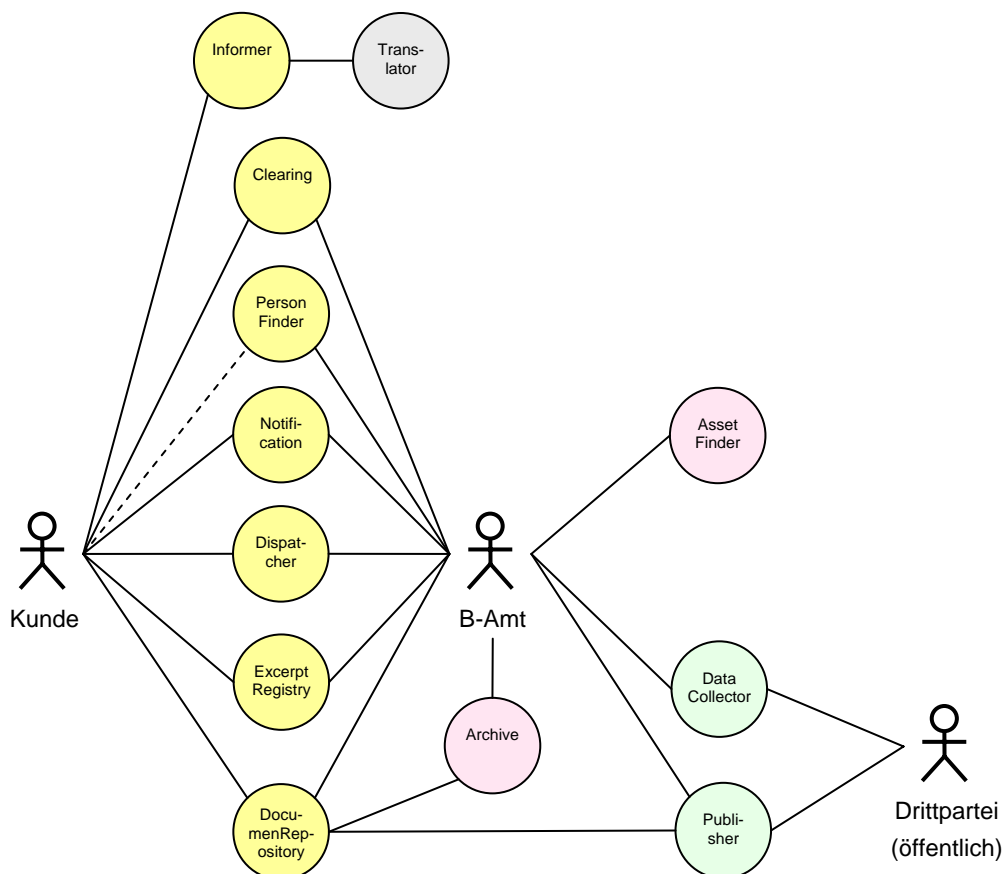 Informer
Trans-
lator
Clearing
Person
Finder
Notifi-
cation
Asset
Finder
Dispat-
cher
Kunde
B-Amt
Excerpt
Registry
Data
Collector
Archive
Docu-
menRep-
ository
Publi-
sher
Drittpartei
(öffentlich)